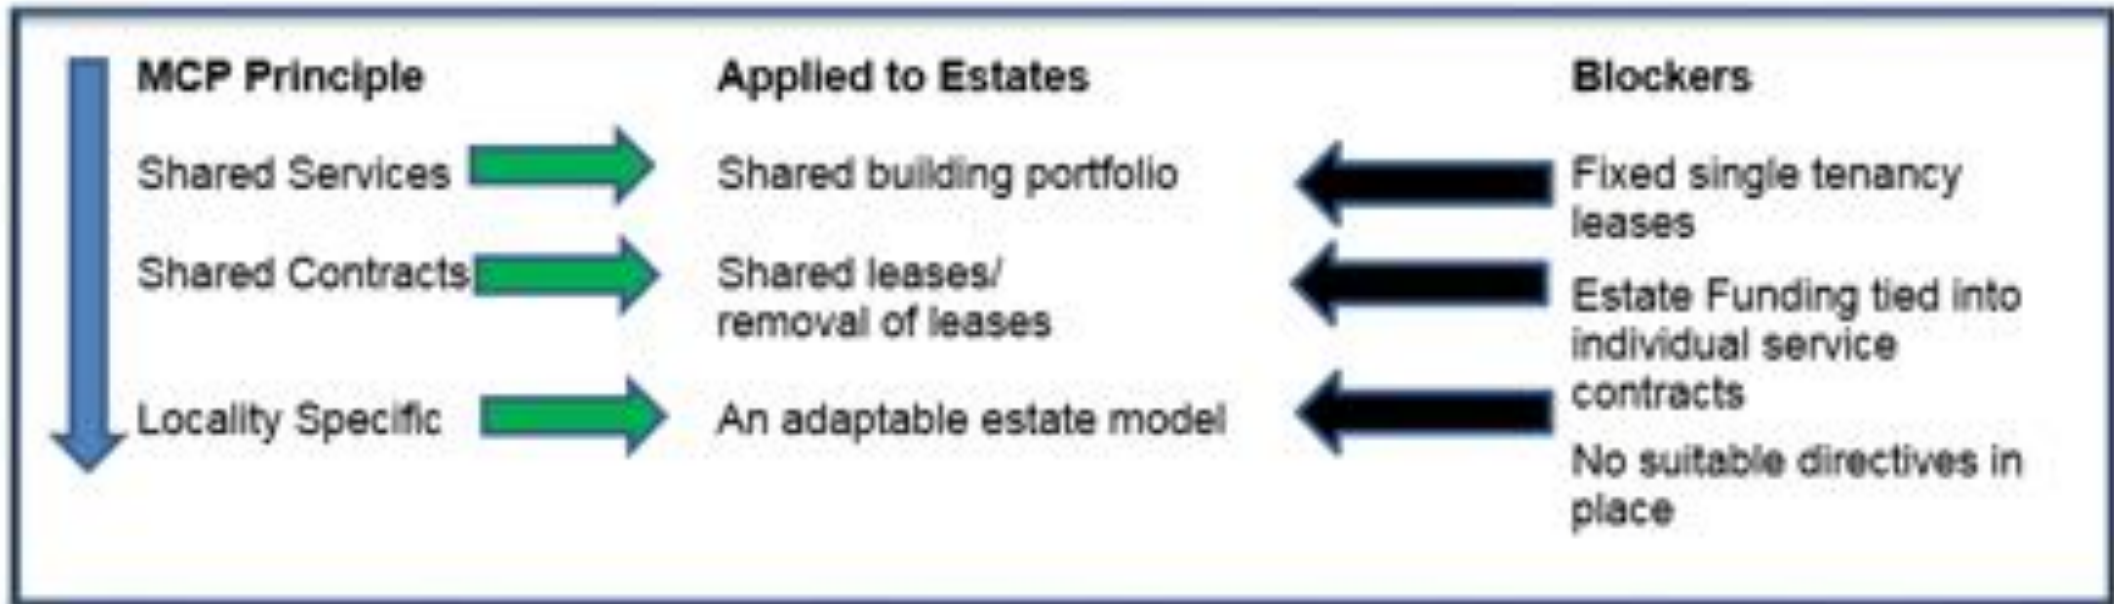 MCP Principle
Applied to Estates
Blockers
Shared Services
Shared building portfolio
Fixed single tenancy
leases
Shared Contracts
Shared leases/
removal of leases
Estate Funding tied into
individual service
contracts
Locality Specific
An adaptable estate model
No suitable directives in
place